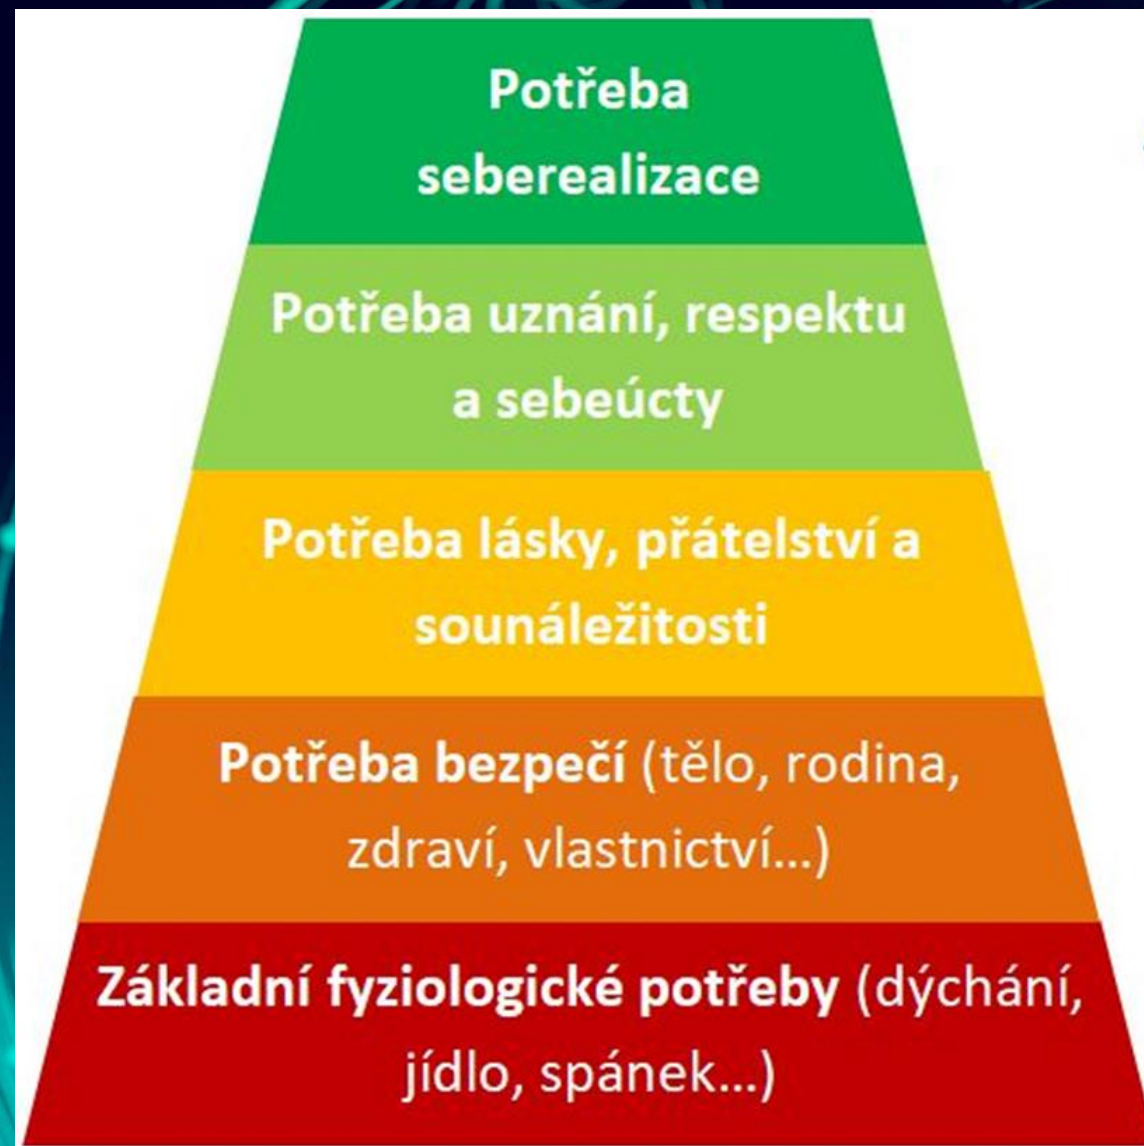 Potřeba
seberealizace
Potřeba uznání, respektu
a sebeúcty
Potřeba lásky, přátelství a
sounáležitosti
Potřeba bezpečí (tělo, rodina,
zdraví, vlastnictví…)
Základní fyziologické potřeby (dýchání,
jídlo, spánek…)